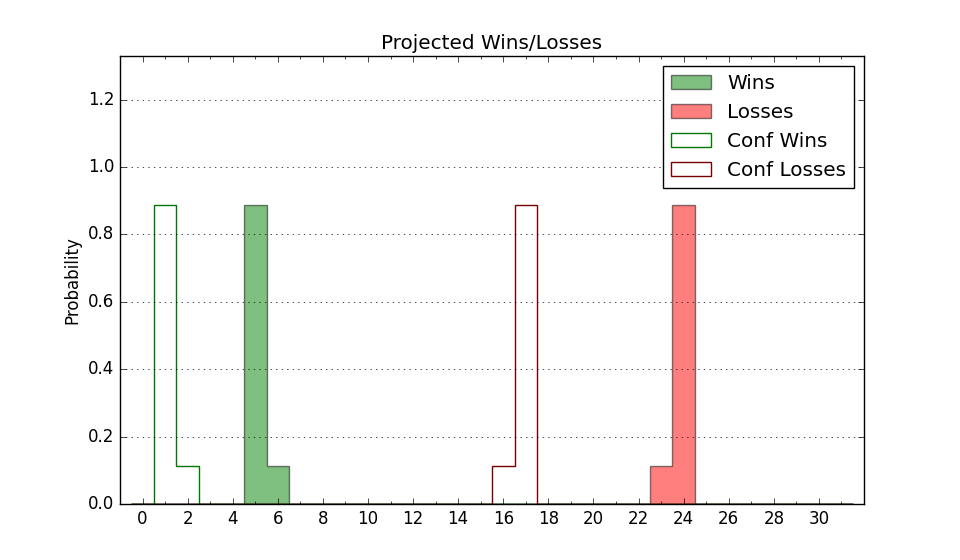 Projected Wins/Losses
Wins
Losses
Conf Wins
Conf Losses
Probability
1.2
1.0
0.8
0.6
0.4
0.2
0.0
0 2 4 6 8 10 12 14 16 18 20 22 24 26 28 30